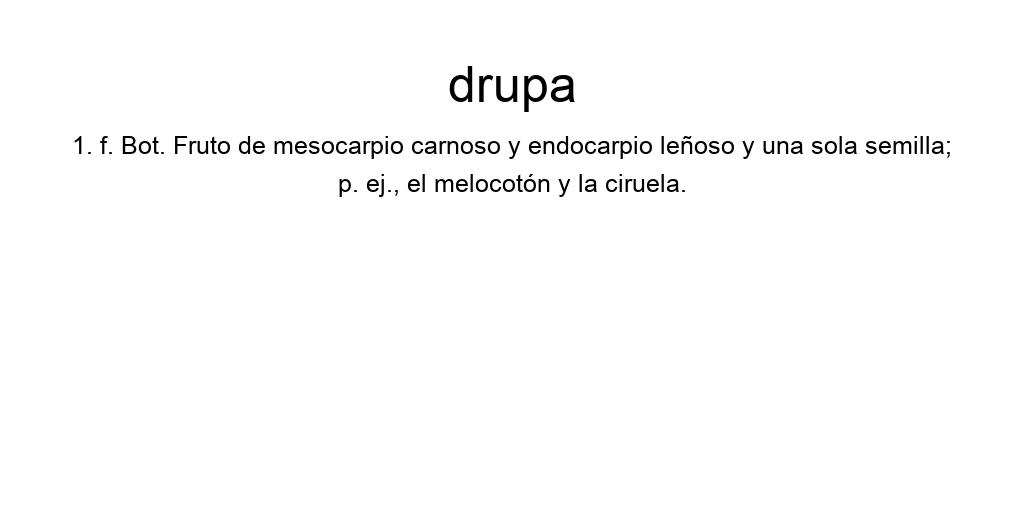 drupa
1. f. Bot. Fruto de mesocarpio carnoso y endocarpio leñoso y una sola semilla;
p. ej., el melocotón y la ciruela.